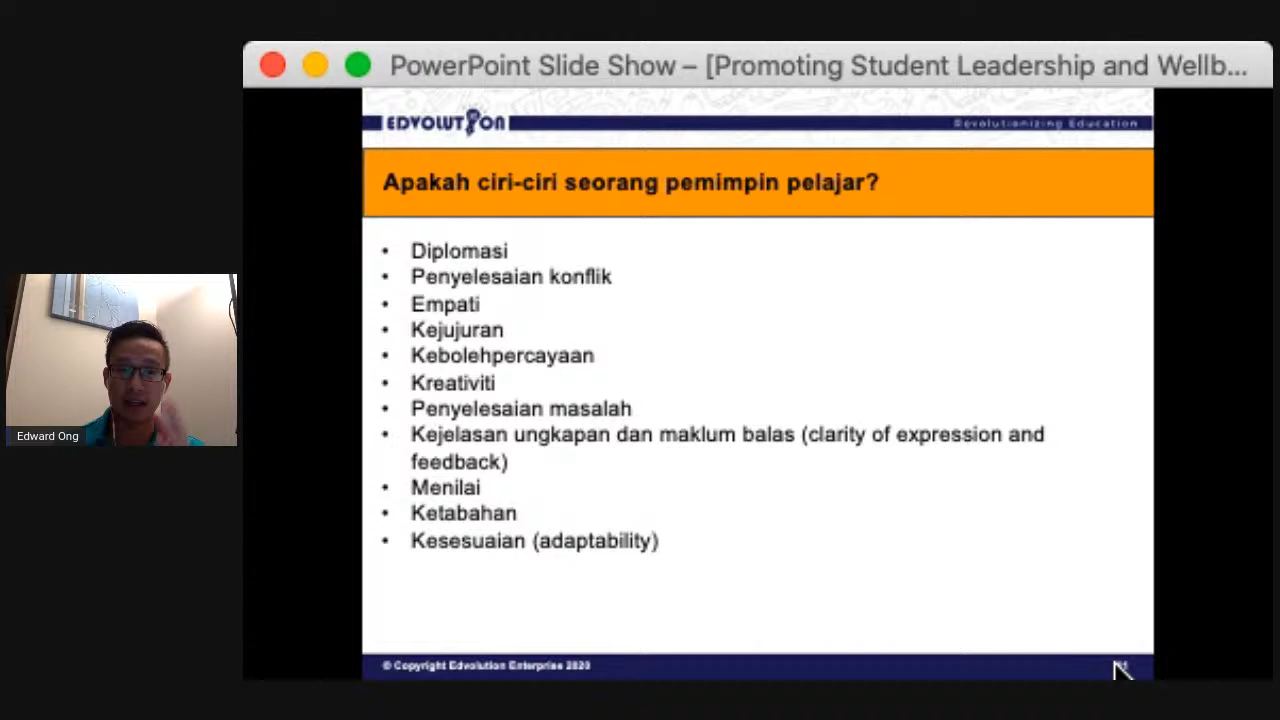 PowerPoint Slide Show – [Promoting Student Leadership and Wellb...
EDVOLUTION
Revolutionizing Education
Apakah ciri-ciri seorang pemimpin pelajar?
• Diplomasi
• Penyelesaian konflik
• Empati
• Kejujuran
• Kebolehpercayaan
• Kreativiti
• Penyelesaian masalah
• Kejelasan ungkapan dan maklum balas (clarity of expression and
feedback)
• Menilai
• Ketabahan
• Kesesuaian (adaptability)
Edward Ong
© Copyright Edvolution Enterprise 2020